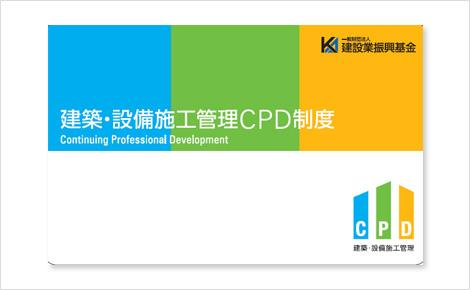 一般財団法人
建設業振興基金
建築・設備施工管理CPD制度
Continuing Professional Development
CPD
建築・設備施工管理